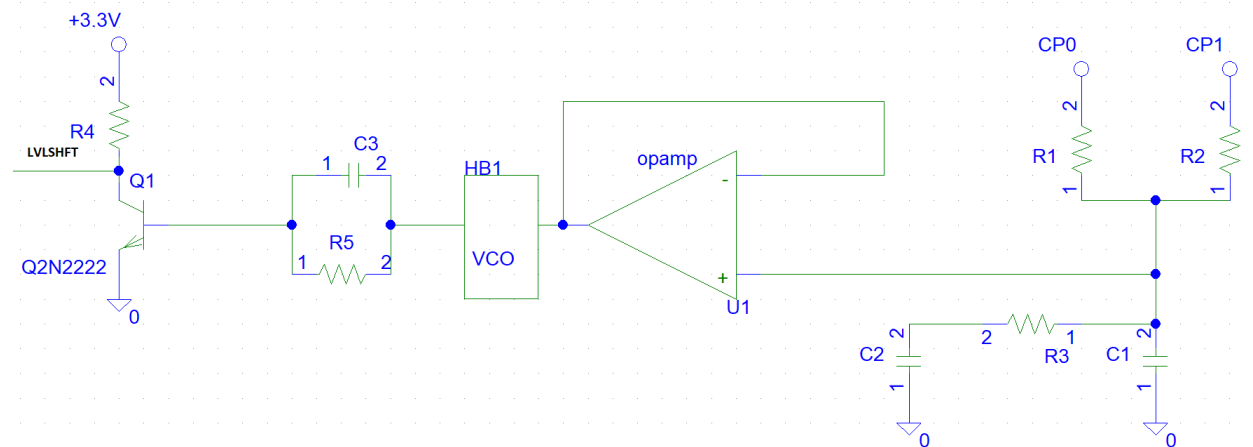 +3.3V
CP0
CP1
2
2
2
R4
C3
LVLSHFT
1
2
HB1
opamp
R1
R2
-
Q1
1
1
R5
VCO
Q2N2222
1
2
+
U1
0
2
2
1
2
C2
R3
C1
1
1
0
0